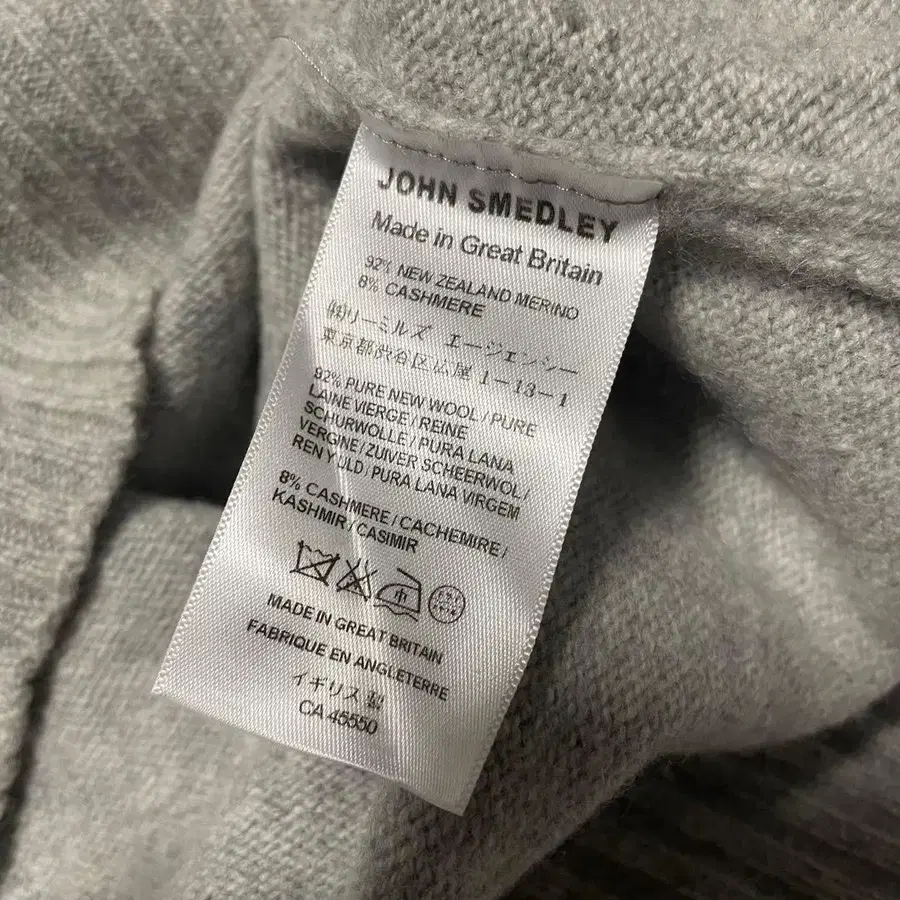 JOHN SMEDLEY
Made in Great Britain
92% NEW ZEALAND MERINO
8% CASHMERE
㈱リーミルズ エージェンシー
東京都渋谷区広尾 1-13-1
92% PURE NEW WOOL / PURE
LAINE VIERGE / REINE
SCHURWOLLE / PURA LANA
VERGINE / ZUIVER SCHEERWOL /
REN YULD / PURA LANA VIRGEM
8% CASHMERE / CACHEMIRE /
KASHMIR / CASIMIR
MADE IN GREAT BRITAIN
FABRIQUE EN ANGLETERRE
イギリス製
CA 45550